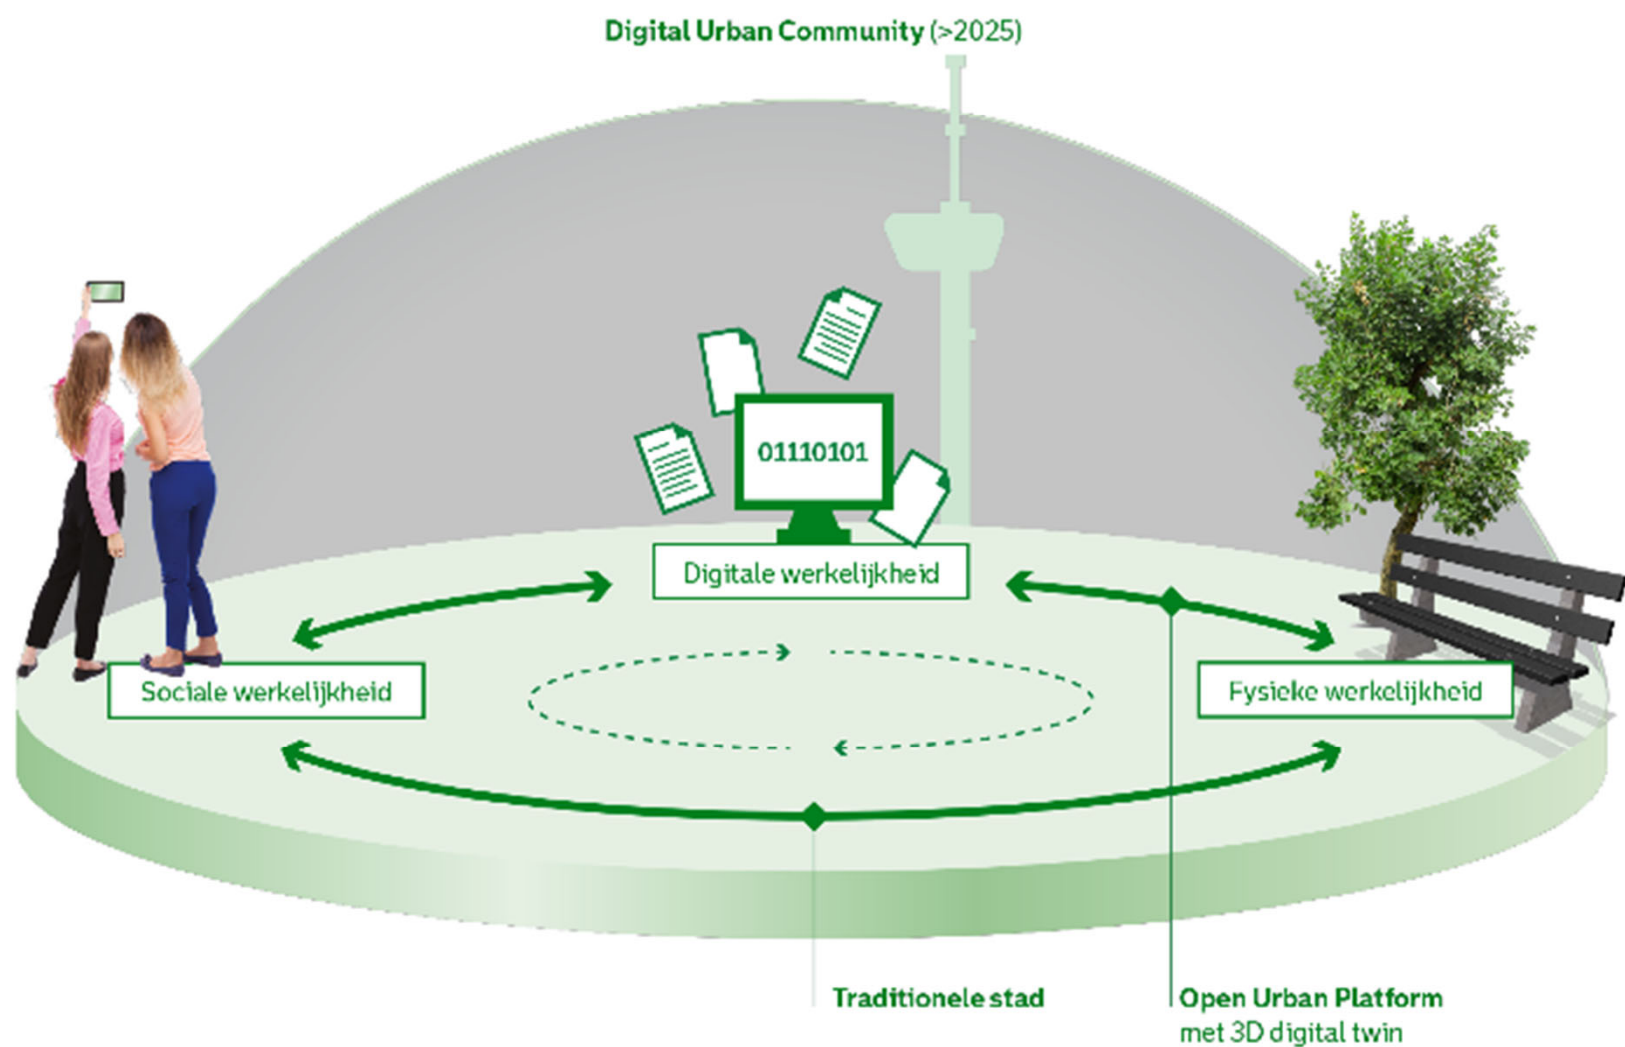 Digital Urban Community (>2025)
01110101
Digitale werkelijkheid
Sociale werkelijkheid
Fysieke werkelijkheid
Traditionele stad
Open Urban Platform
met 3D digital twin